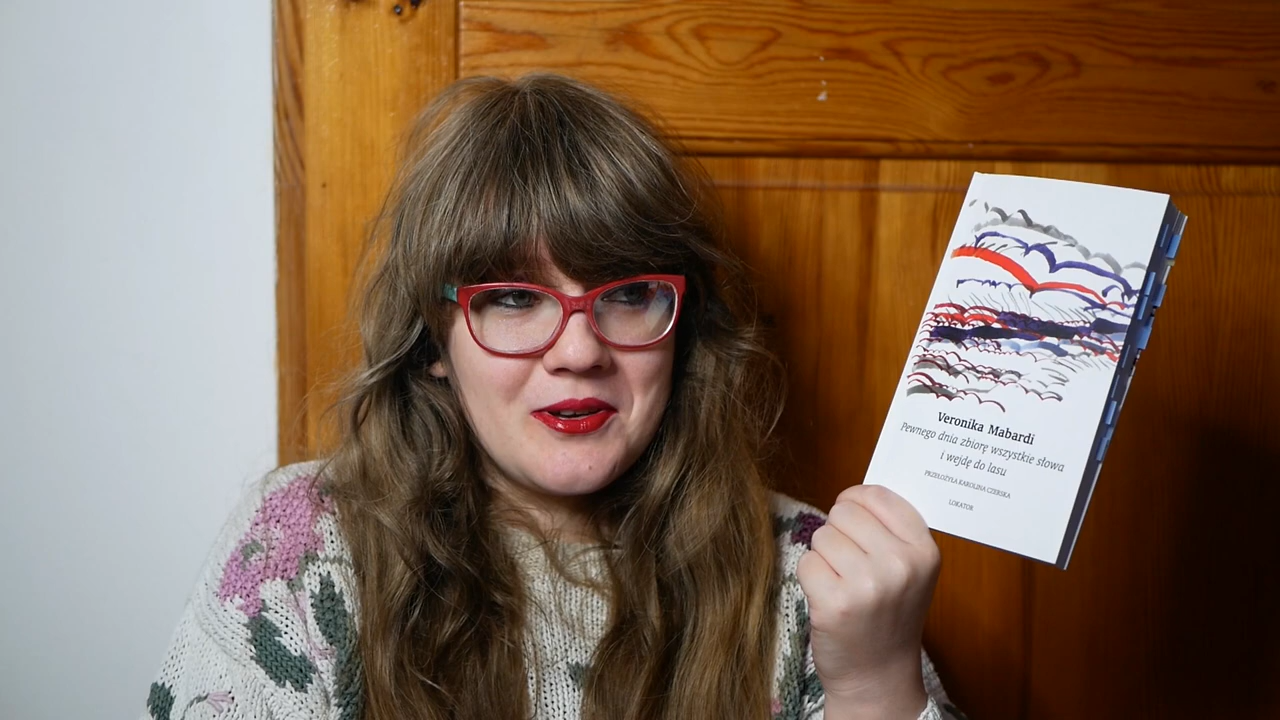 Veronika Mabardi
Pewnego dnia zbiorę wszystkie słowa
i wejdę do lasu
PRZEŁOŻYŁA KAROLINA CZERSKA
LOKATOR